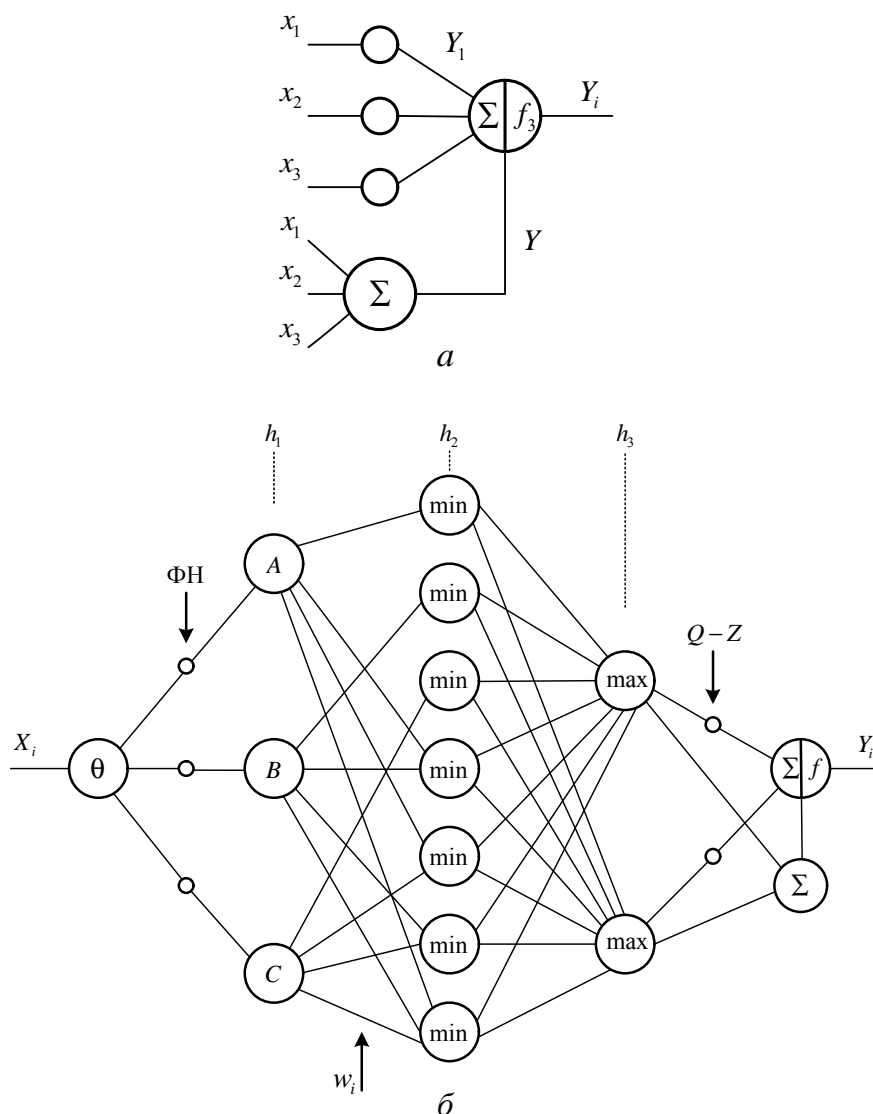 x₁
Y₁
x₂
Σ f₃
Yᵢ
x₃
x₁
Y
x₂
Σ
x₃
а
h₁ h₂ h₃
min
ФН
A
min
Q – Z
min
max
Xᵢ
θ
B
min
Σ f
Yᵢ
min
Σ
min
max
C
min
wᵢ
б